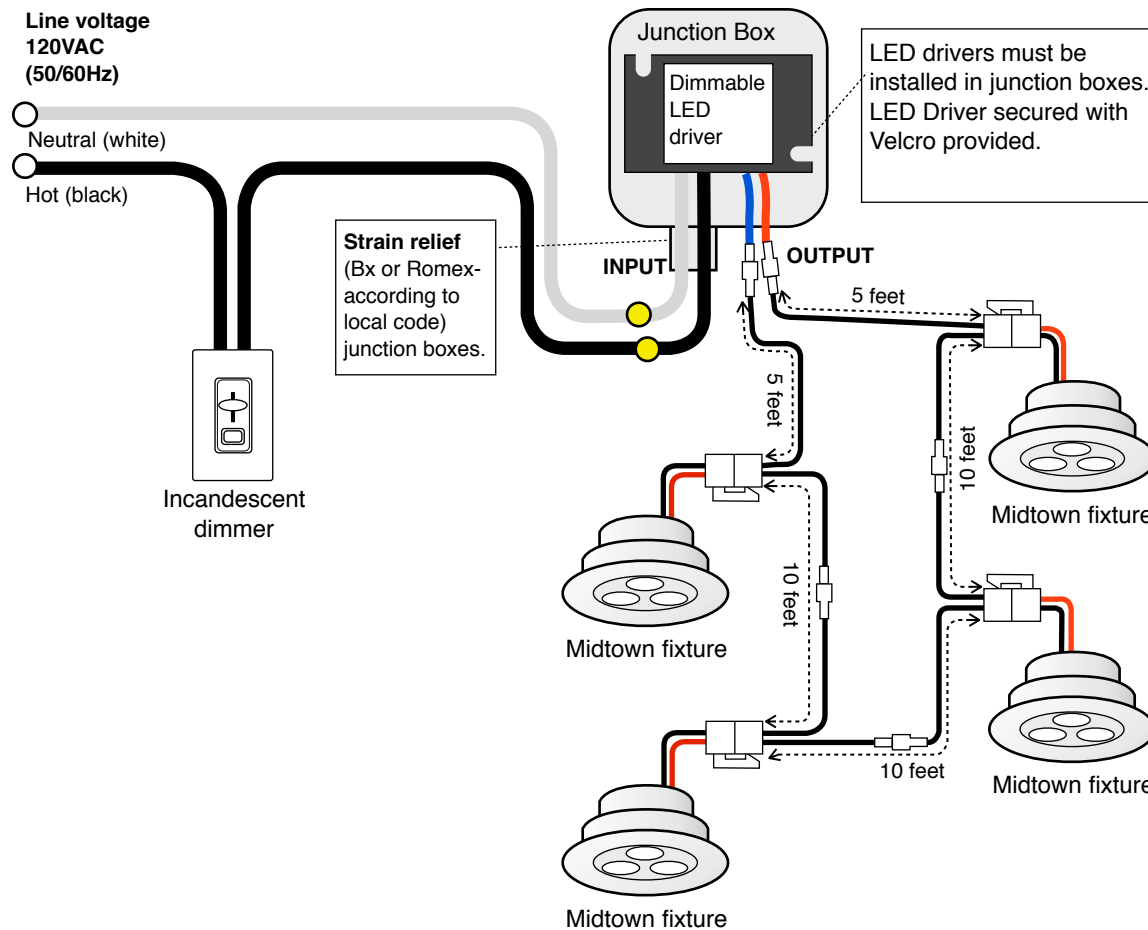 Line voltage
120VAC
(50/60Hz)
Neutral (white)
Hot (black)
Incandescent
dimmer
Strain relief
(Bx or Romex-
according to
local code)
junction boxes.
Junction Box
Dimmable
LED
driver
LED drivers must be
installed in junction boxes.
LED Driver secured with
Velcro provided.
INPUT
OUTPUT
5 feet
5 feet
10 feet
Midtown fixture
Midtown fixture
10 feet
10 feet
Midtown fixture
Midtown fixture